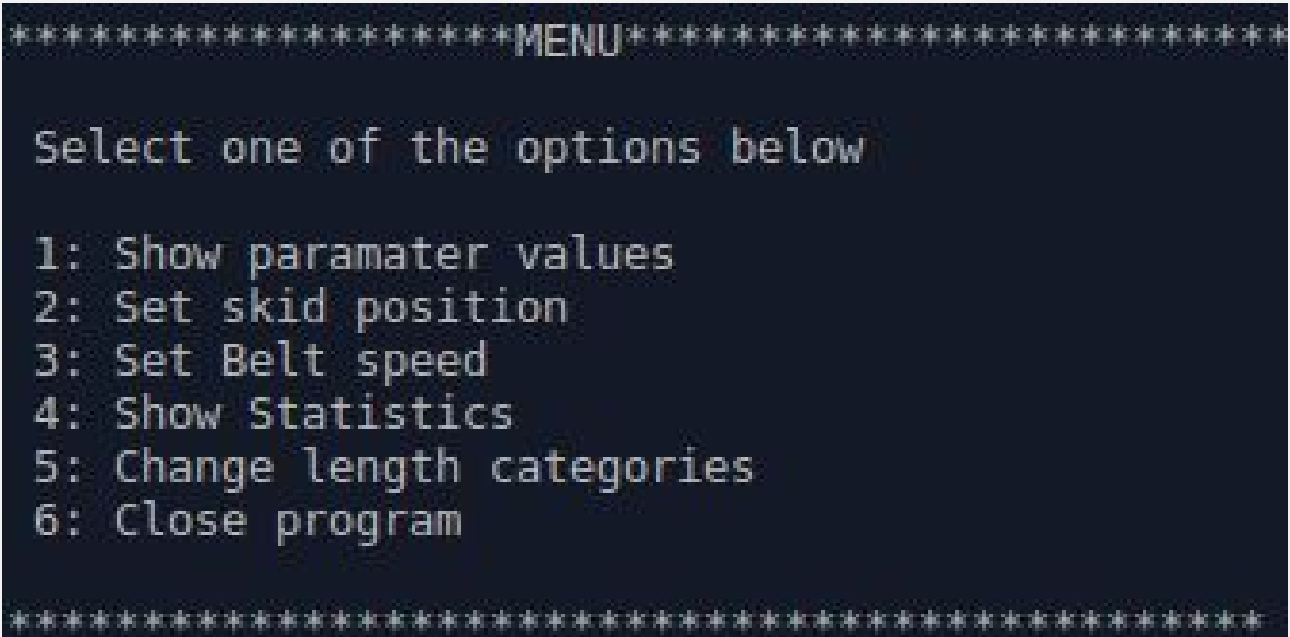 *******************MENU*************************
Select one of the options below
1: Show paramater values
2: Set skid position
3: Set Belt speed
4: Show Statistics
5: Change length categories
6: Close program
***********************************************